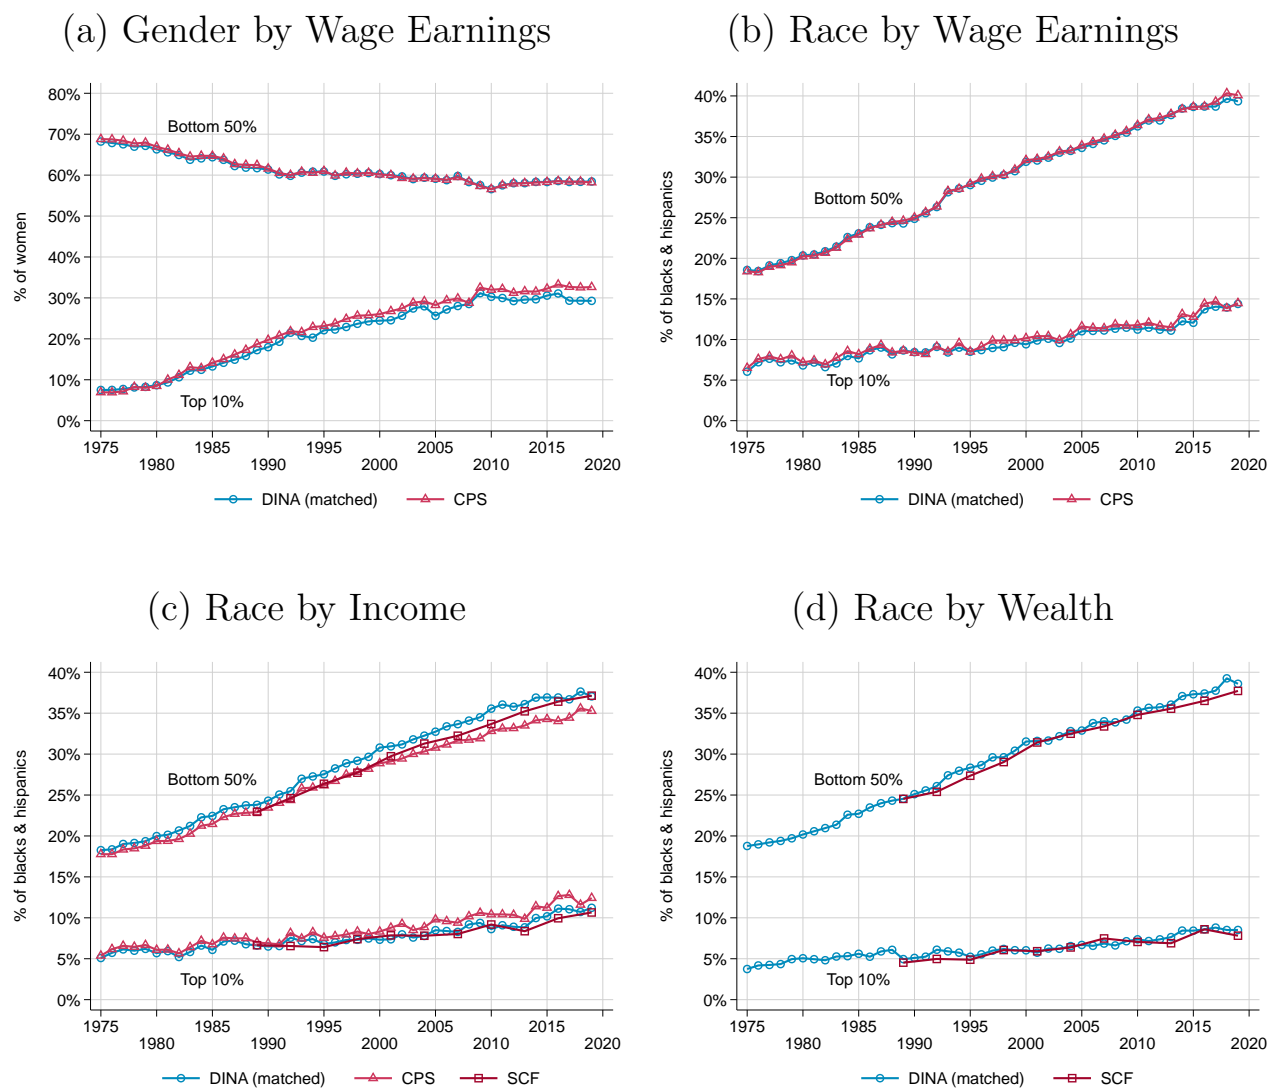 (a) Gender by Wage Earnings
% of women
80%
70%
60%
50%
40%
30%
20%
10%
0%
Bottom 50%
Top 10%
1975 1985 1995 2005 2015
1980 1990 2000 2010 2020
DINA (matched) CPS
(b) Race by Wage Earnings
% of blacks & hispanics
40%
35%
30%
25%
20%
15%
10%
5%
0%
Bottom 50%
Top 10%
1975 1985 1995 2005 2015
1980 1990 2000 2010 2020
DINA (matched) CPS
(c) Race by Income
% of blacks & hispanics
40%
35%
30%
25%
20%
15%
10%
5%
0%
Bottom 50%
Top 10%
1975 1985 1995 2005 2015
1980 1990 2000 2010 2020
DINA (matched) CPS SCF
(d) Race by Wealth
% of blacks & hispanics
40%
35%
30%
25%
20%
15%
10%
5%
0%
Bottom 50%
Top 10%
1975 1985 1995 2005 2015
1980 1990 2000 2010 2020
DINA (matched) SCF